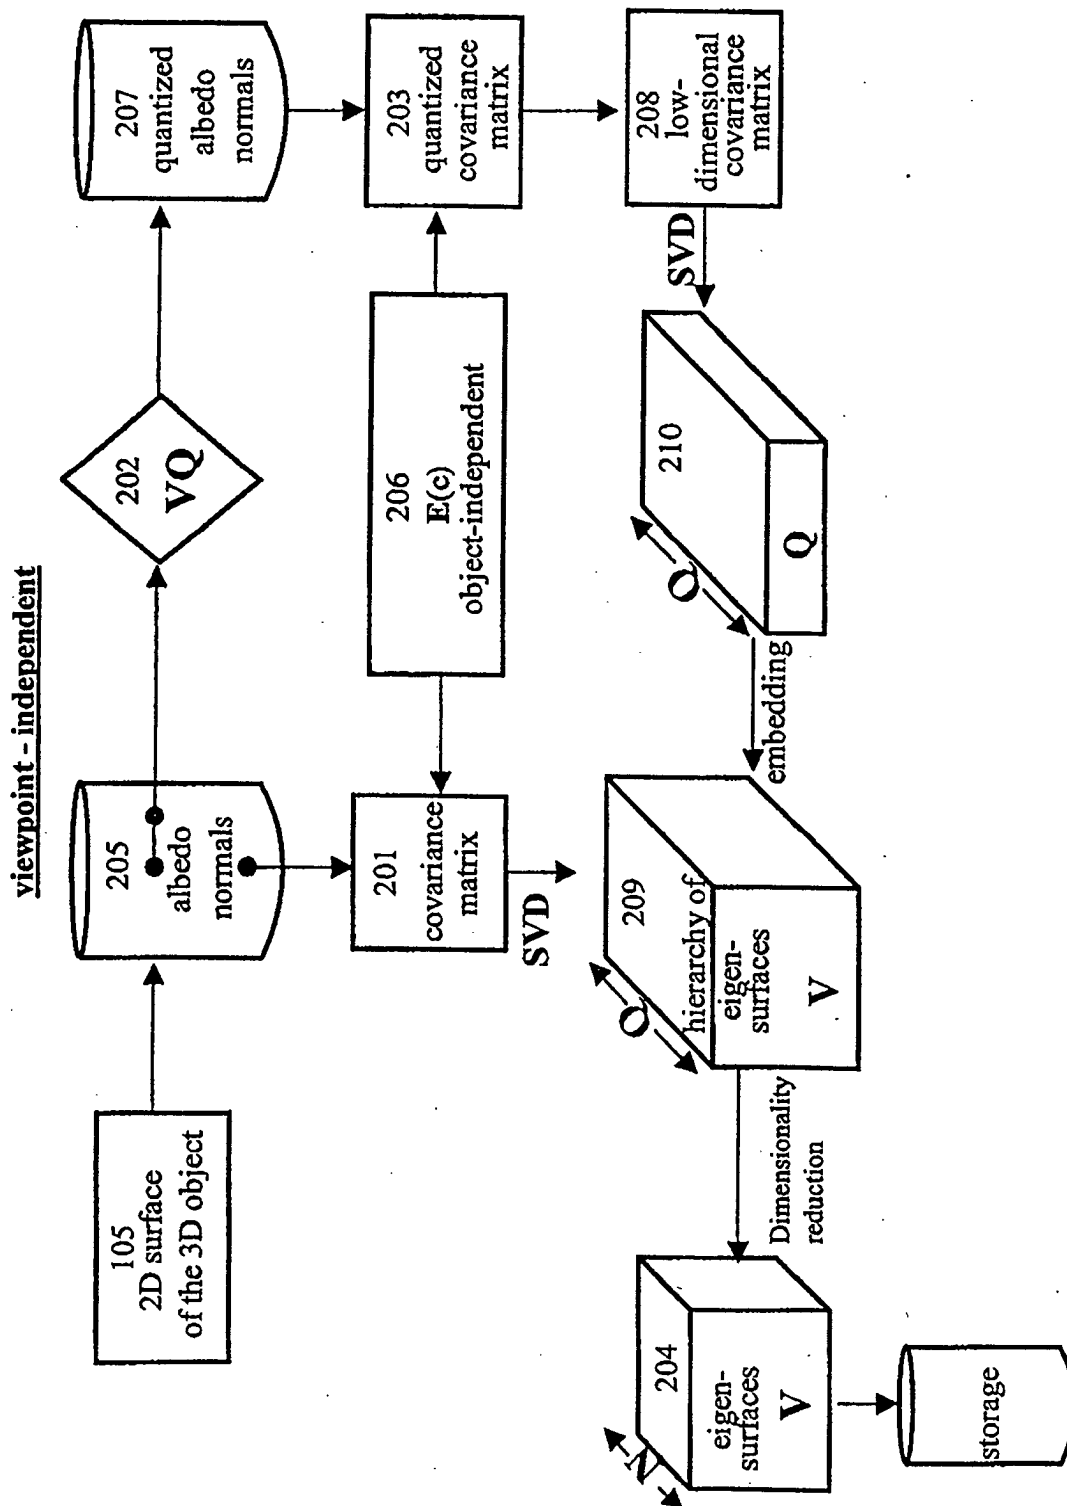 viewpoint - independent
105
2D surface
of the 3D object
205
albedo
normals
202
VQ
207
quantized
albedo
normals
201
covariance
matrix
206
E(c)
object-independent
203
quantized
covariance
matrix
208
low-
dimensional
covariance
matrix
SVD
SVD
204
eigen-
surfaces
V
N
Dimensionality
reduction
209
hierarchy of
eigen-
surfaces
V
Q
embedding
210
Q
Q
storage